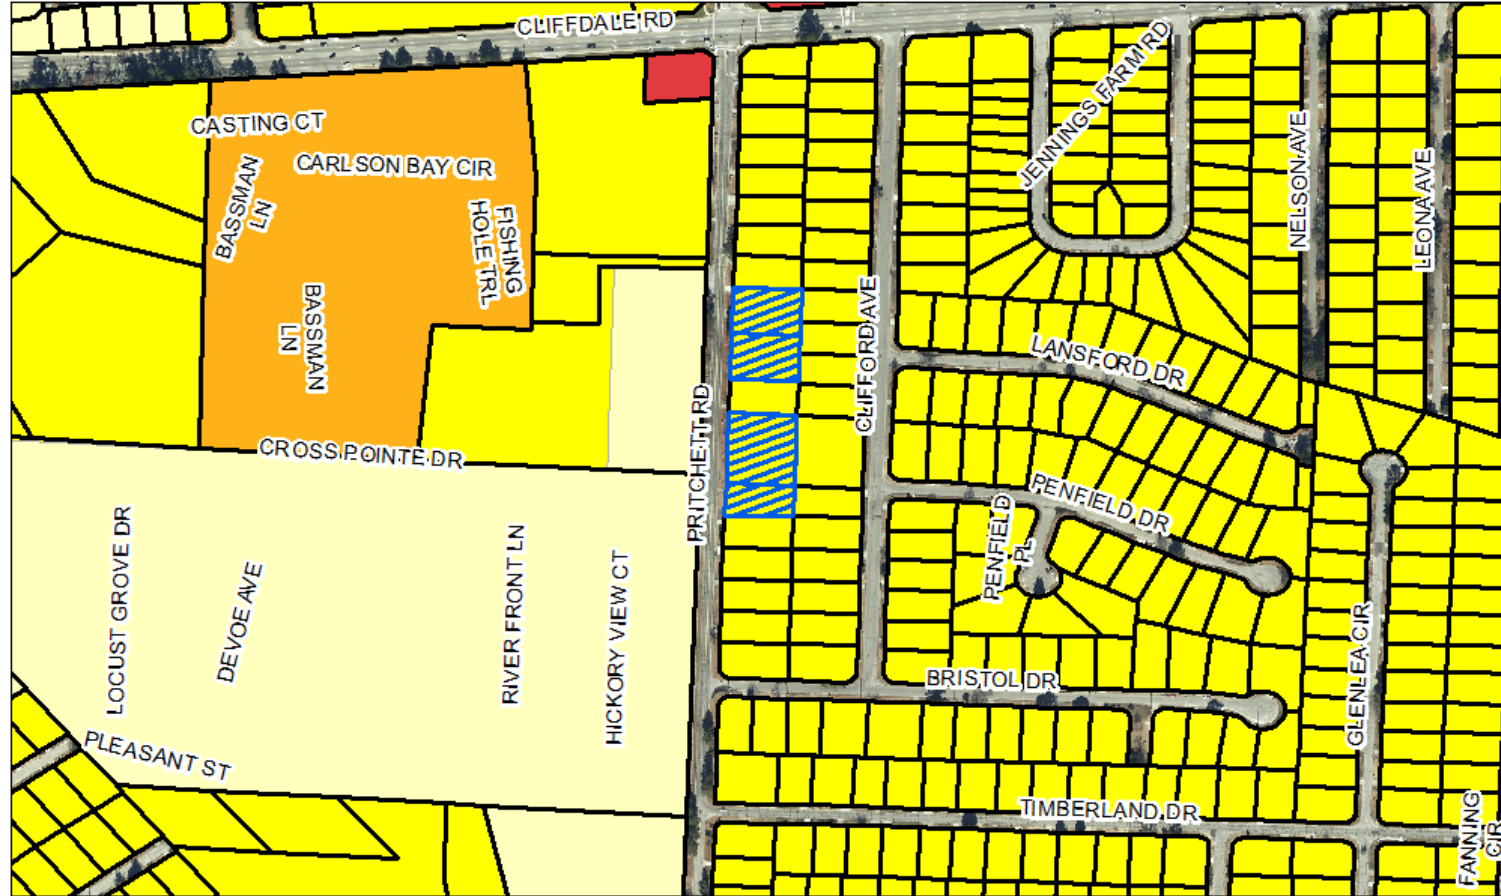 CLIFFDALE RD
CASTING CT
CARLSON BAY CIR
BASSMAN
LN
FISHING
HOLE TRL
BASSMAN
LN
CROSS POINTE DR
PRITCHETT RD
CLIFFORD AVE
JENNINGS FARM RD
NELSON AVE
LEONA AVE
LANSFORD DR
PENFIELD DR
PENFIELD
PL
LOCUST GROVE DR
DEVOE AVE
RIVER FRONT LN
HICKORY VIEW CT
PLEASANT ST
BRISTOL DR
GLENLEA CIR
TIMBERLAND DR
FANNING
CIR